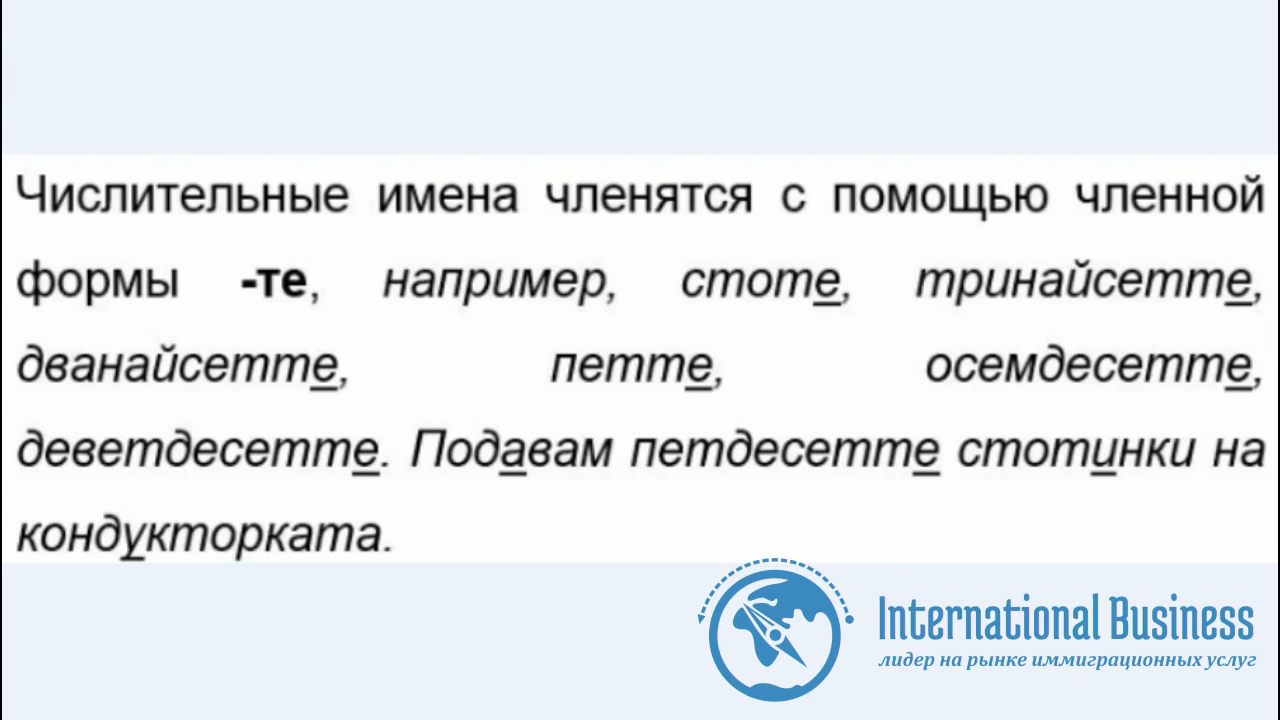 Числительные имена членятся с помощью членной
формы -те, например, стоте, тринайсетте,
дванайсетте, петте, осемдесетте,
деветдесетте. Подавам петдесетте стотинки на
кондукторката.
International Business
лидер на рынке иммиграционных услуг